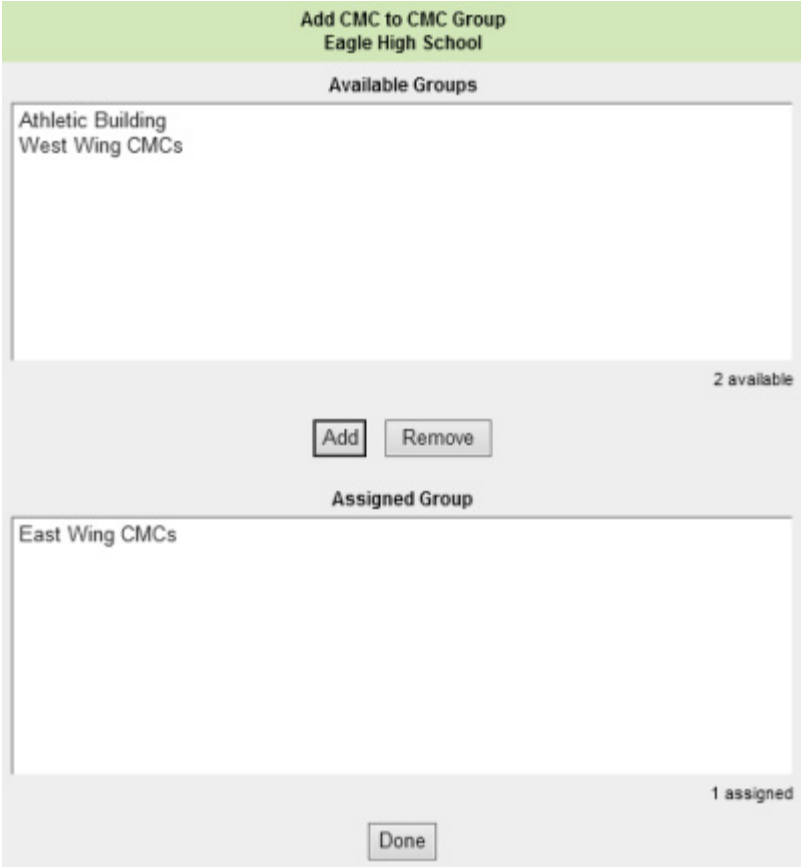 Add CMC to CMC Group
Eagle High School
Available Groups
Athletic Building
West Wing CMCs
2 available
Add Remove
Assigned Group
East Wing CMCs
1 assigned
Done